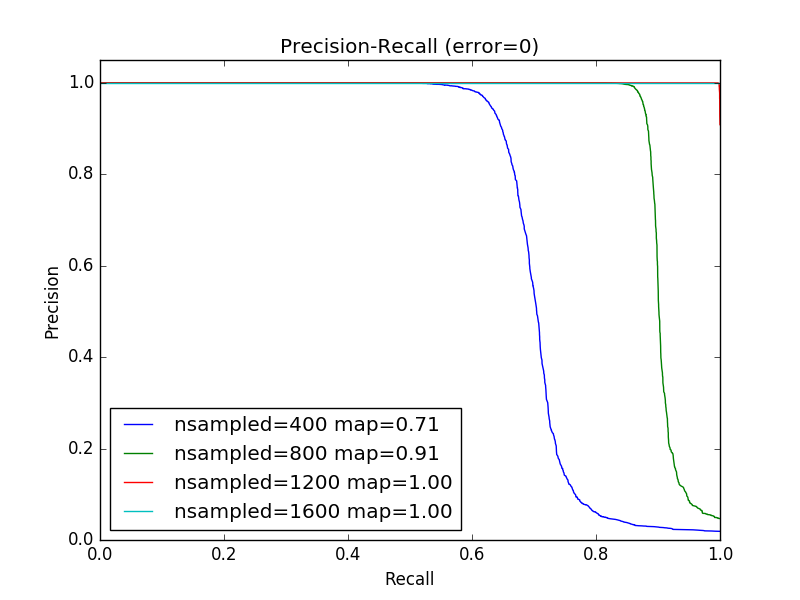 Precision-Recall (error=0)
1.0
0.8
0.6
0.4
0.2
0.0
Precision
nsampled=400 map=0.71
nsampled=800 map=0.91
nsampled=1200 map=1.00
nsampled=1600 map=1.00
0.0 0.2 0.4 0.6 0.8 1.0
Recall